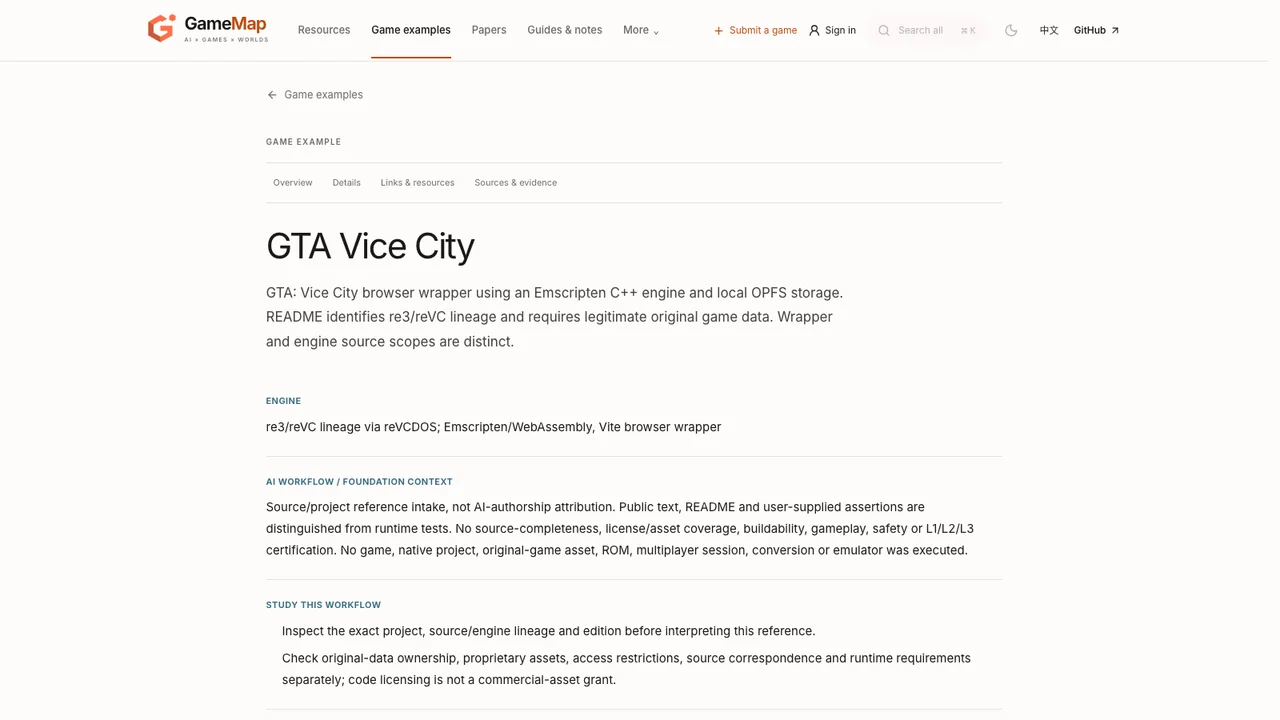 GameMap
AI × GAMES × WORLDS
Resources
Game examples
Papers
Guides & notes
More
Submit a game
Sign in
Search all
⌘ K
中文
GitHub
Game examples
GAME EXAMPLE
Overview
Details
Links & resources
Sources & evidence
GTA Vice City
GTA: Vice City browser wrapper using an Emscripten C++ engine and local OPFS storage.
README identifies re3/reVC lineage and requires legitimate original game data. Wrapper
and engine source scopes are distinct.
ENGINE
re3/reVC lineage via reVCDOS; Emscripten/WebAssembly, Vite browser wrapper
AI WORKFLOW / FOUNDATION CONTEXT
Source/project reference intake, not AI-authorship attribution. Public text, README and user-supplied assertions are
distinguished from runtime tests. No source-completeness, license/asset coverage, buildability, gameplay, safety or L1/L2/L3
certification. No game, native project, original-game asset, ROM, multiplayer session, conversion or emulator was executed.
STUDY THIS WORKFLOW
Inspect the exact project, source/engine lineage and edition before interpreting this reference.
Check original-data ownership, proprietary assets, access restrictions, source correspondence and runtime requirements
separately; code licensing is not a commercial-asset grant.